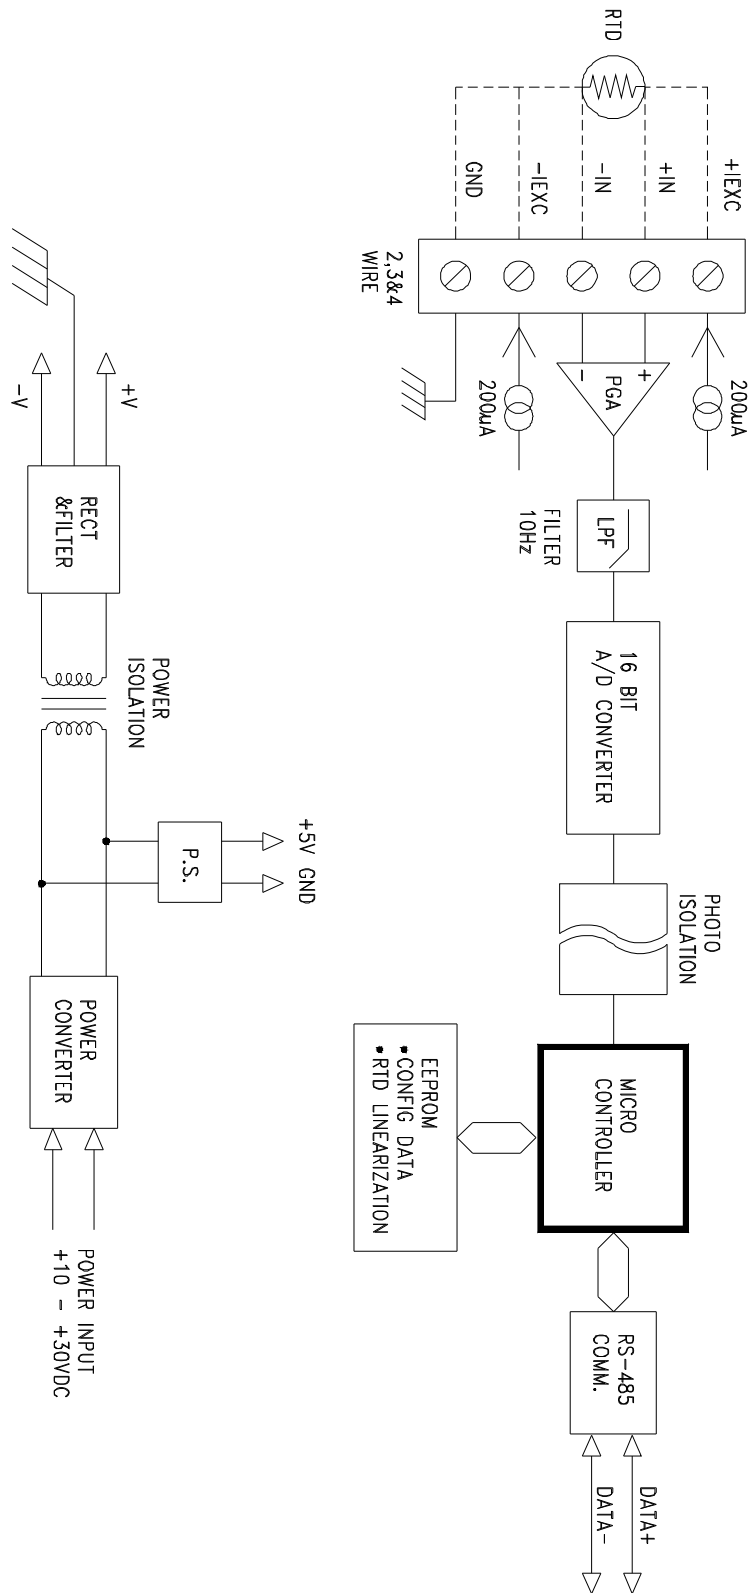 RTD
+IEXC
+IN
-IN
-IEXC
GND
2,3&4
WIRE
200uA
+
PGA
-
200uA
LPF
FILTER
10Hz
16 BIT
A/D CONVERTER
PHOTO
ISOLATION
MICRO
CONTROLLER
RS-485
COMM.
DATA+
DATA-
EEPROM
• CONFIG DATA
• RTD LINEARIZATION
+V
-V
RECT
&FILTER
POWER
ISOLATION
+5V GND
P.S.
POWER
CONVERTER
POWER INPUT
+10 - +30VDC